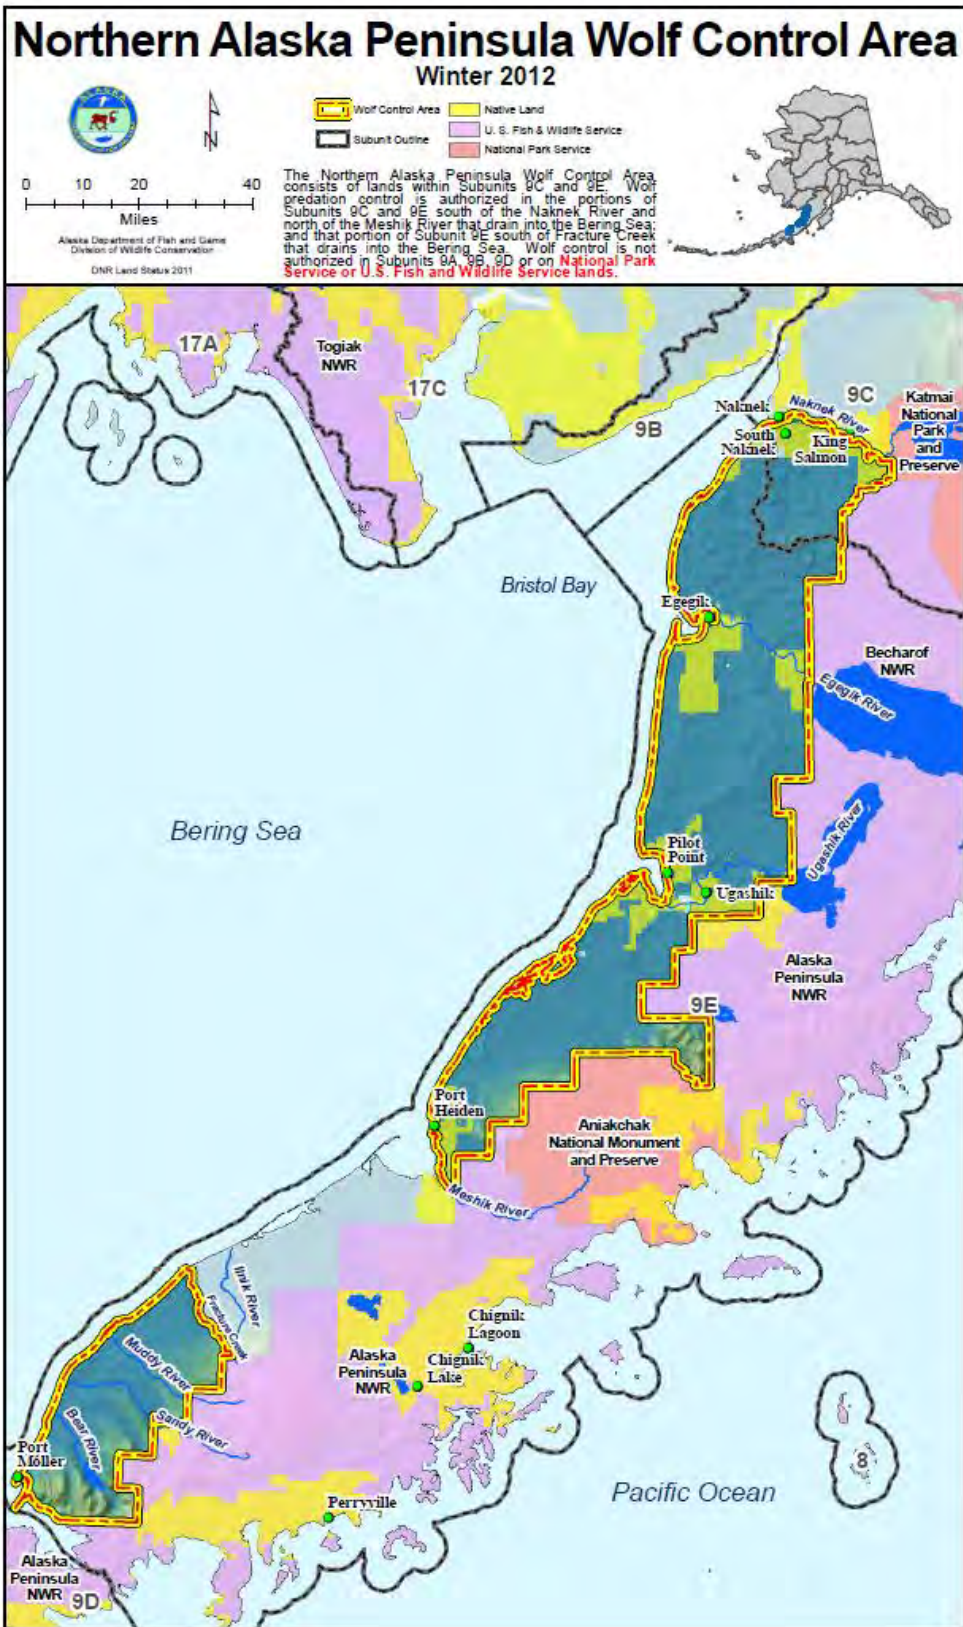 Northern Alaska Peninsula Wolf Control Area
Winter 2012
ALASKA
N
Wolf Control Area
Native Land
Subunit Outline
U. S. Fish & Wildlife Service
National Park Service
0 20 40
Miles
Alaska Department of Fish and Game
Division of Wildlife Conservation
DNR Land Status 2011
The Northern Alaska Peninsula Wolf Control Area
consists of lands within Subunits 9C and 9E. Wolf
predation control is authorized in the portions of
Subunits 9C and 9E south of the Naknek River and
north of the Meshik River that drain into the Bering Sea;
and that portion of Subunit 9E south of Fracture Creek
that drains into the Bering Sea. Wolf control is not
authorized in Subunits 9A, 9B, 9D or on National Park
Service or U.S. Fish and Wildlife Service lands.
17A
Togiak
NWR
17C
9B
Naknek
Naknek River
9C
Katmai
National
Park
and
Preserve
South
Naknek
King
Salmon
Bristol Bay
Egegik
Becharof
NWR
Egegik River
Bering Sea
Ugashik River
Pilot
Point
Ugashik
Alaska
Peninsula
NWR
9E
Port
Heiden
Aniakchak
National Monument
and Preserve
Meshik River
Ilnik River
Fracture Creek
Muddy River
Chignik
Lagoon
Alaska
Peninsula
NWR
Chignik
Lake
Bear River
Sandy River
Port
Moller
8
Pacific Ocean
Perryville
Alaska
Peninsula
NWR
9D